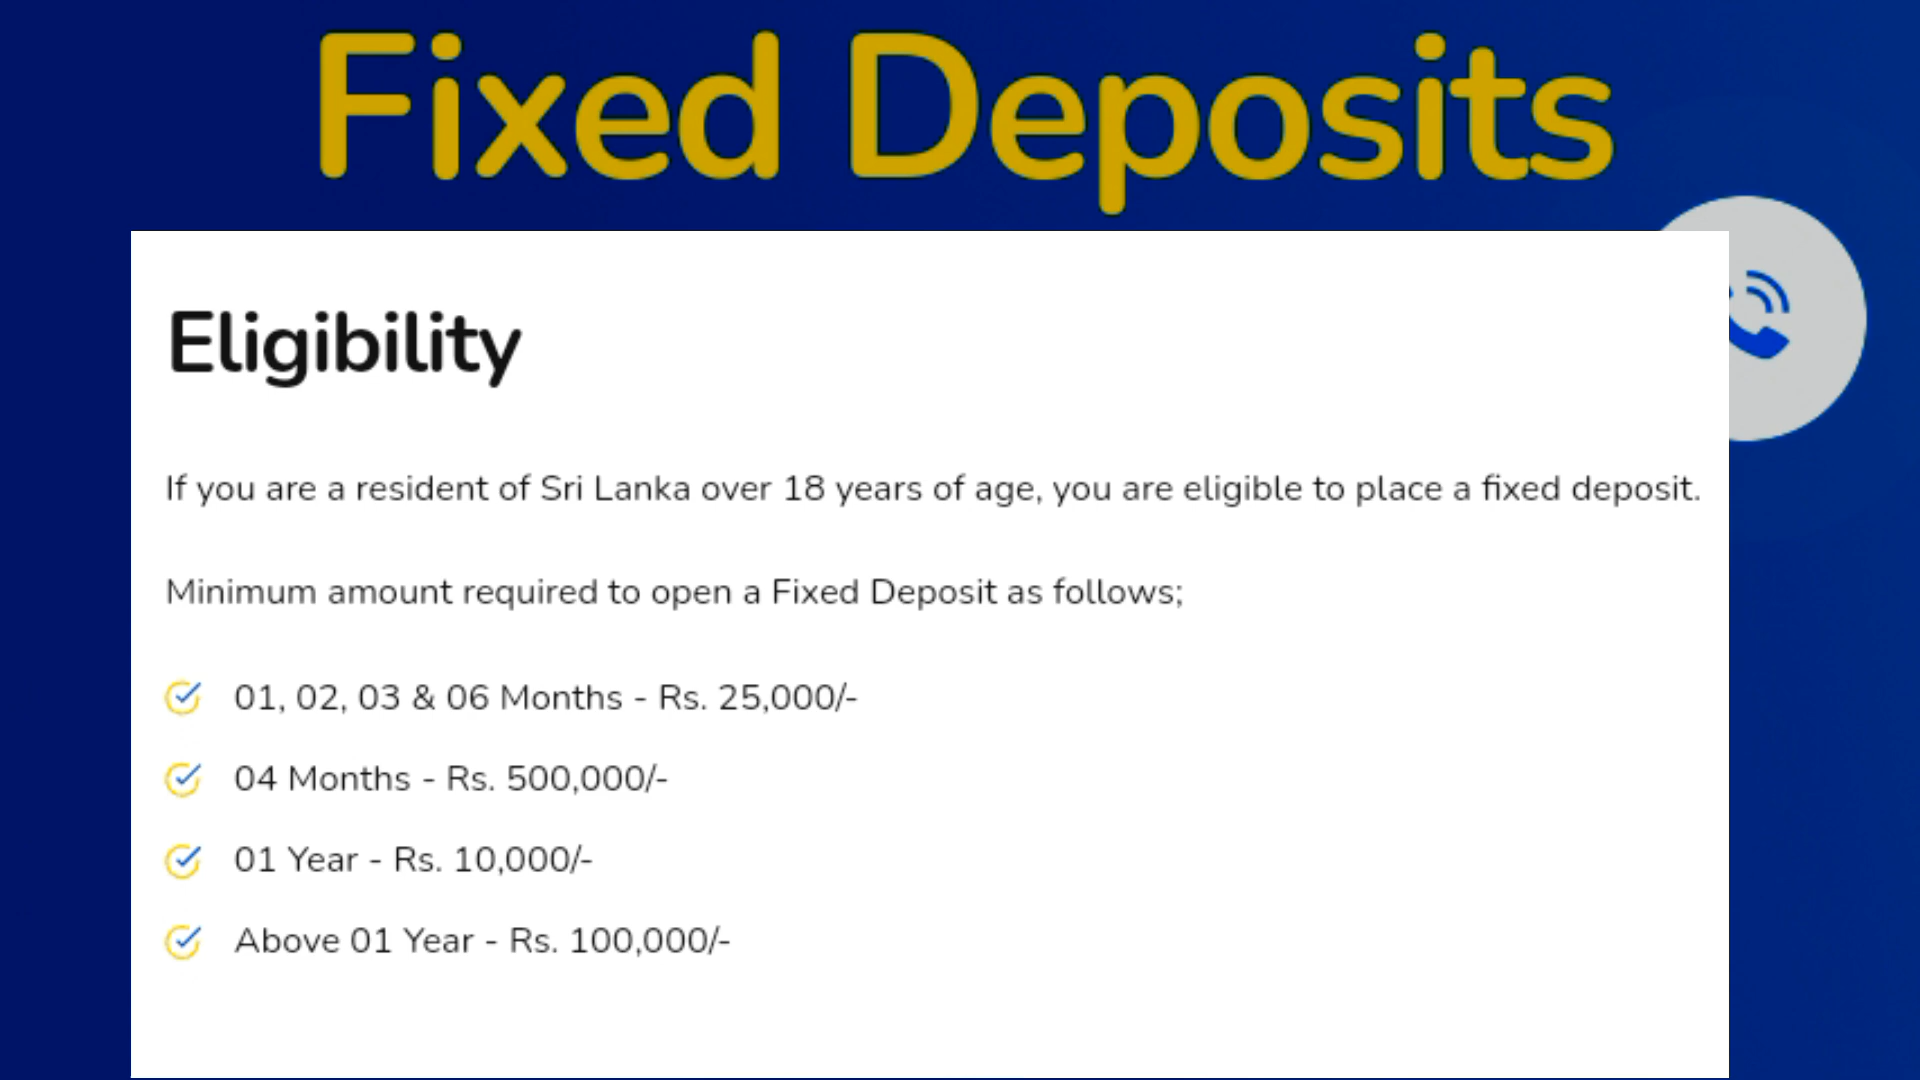 Fixed Deposits
Eligibility
If you are a resident of Sri Lanka over 18 years of age, you are eligible to place a fixed deposit.
Minimum amount required to open a Fixed Deposit as follows;
01, 02, 03 & 06 Months - Rs. 25,000/-
04 Months - Rs. 500,000/-
01 Year - Rs. 10,000/-
Above 01 Year - Rs. 100,000/-